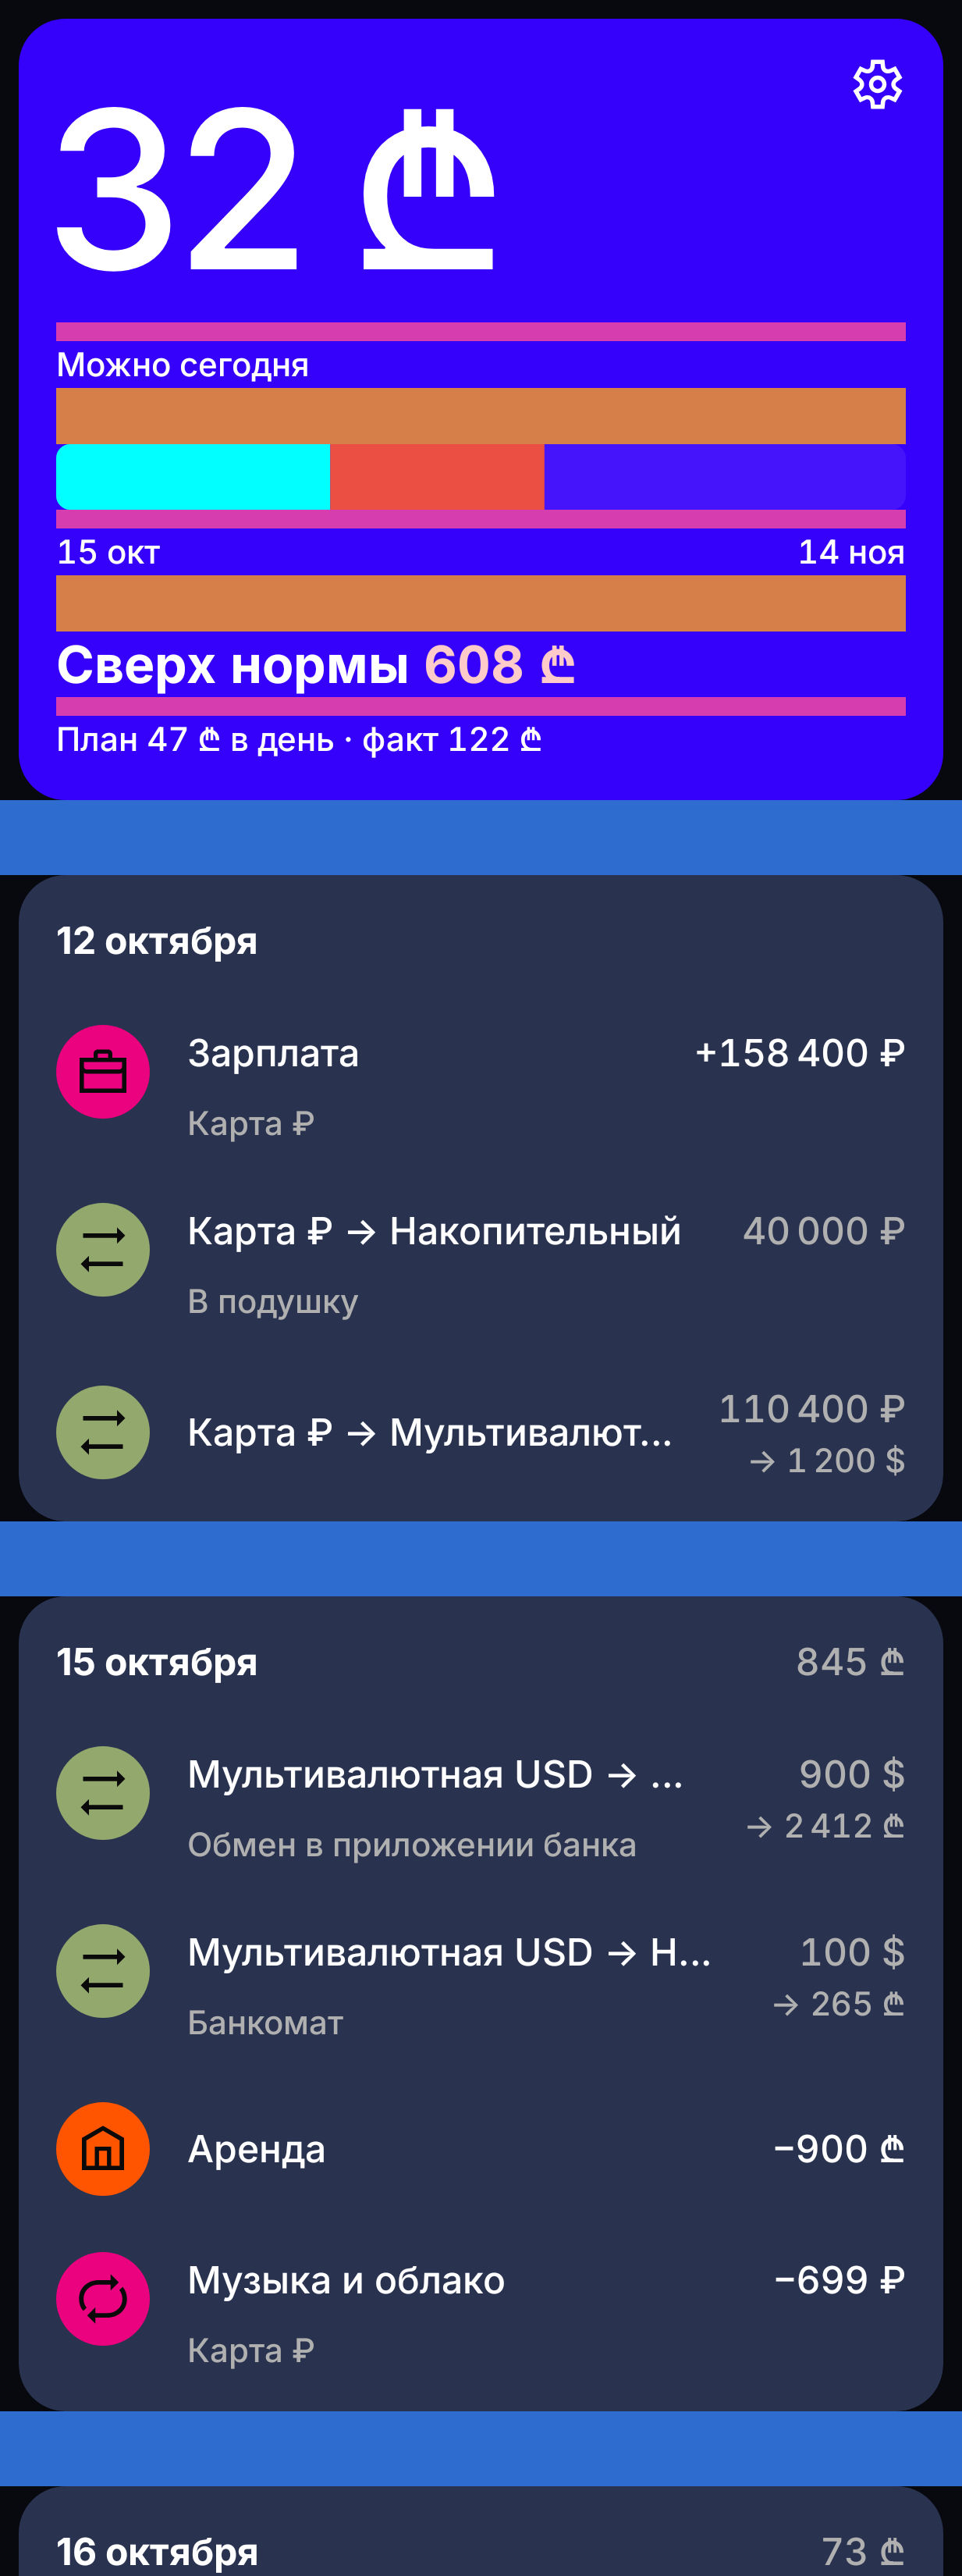 32 ₾
Можно сегодня
15 окт 14 ноя
Сверх нормы 608 ₾
План 47 ₾ в день · факт 122 ₾
12 октября
Зарплата +158 400 ₽
Карта ₽
Карта ₽ → Накопительный 40 000 ₽
В подушку
Карта ₽ → Мультивалют... 110 400 ₽
→ 1 200 $
15 октября 845 ₾
Мультивалютная USD → ... 900 $
→ 2 412 ₾
Обмен в приложении банка
Мультивалютная USD → Н... 100 $
→ 265 ₾
Банкомат
Аренда −900 ₾
Музыка и облако −699 ₽
Карта ₽
16 октября 73 ₾